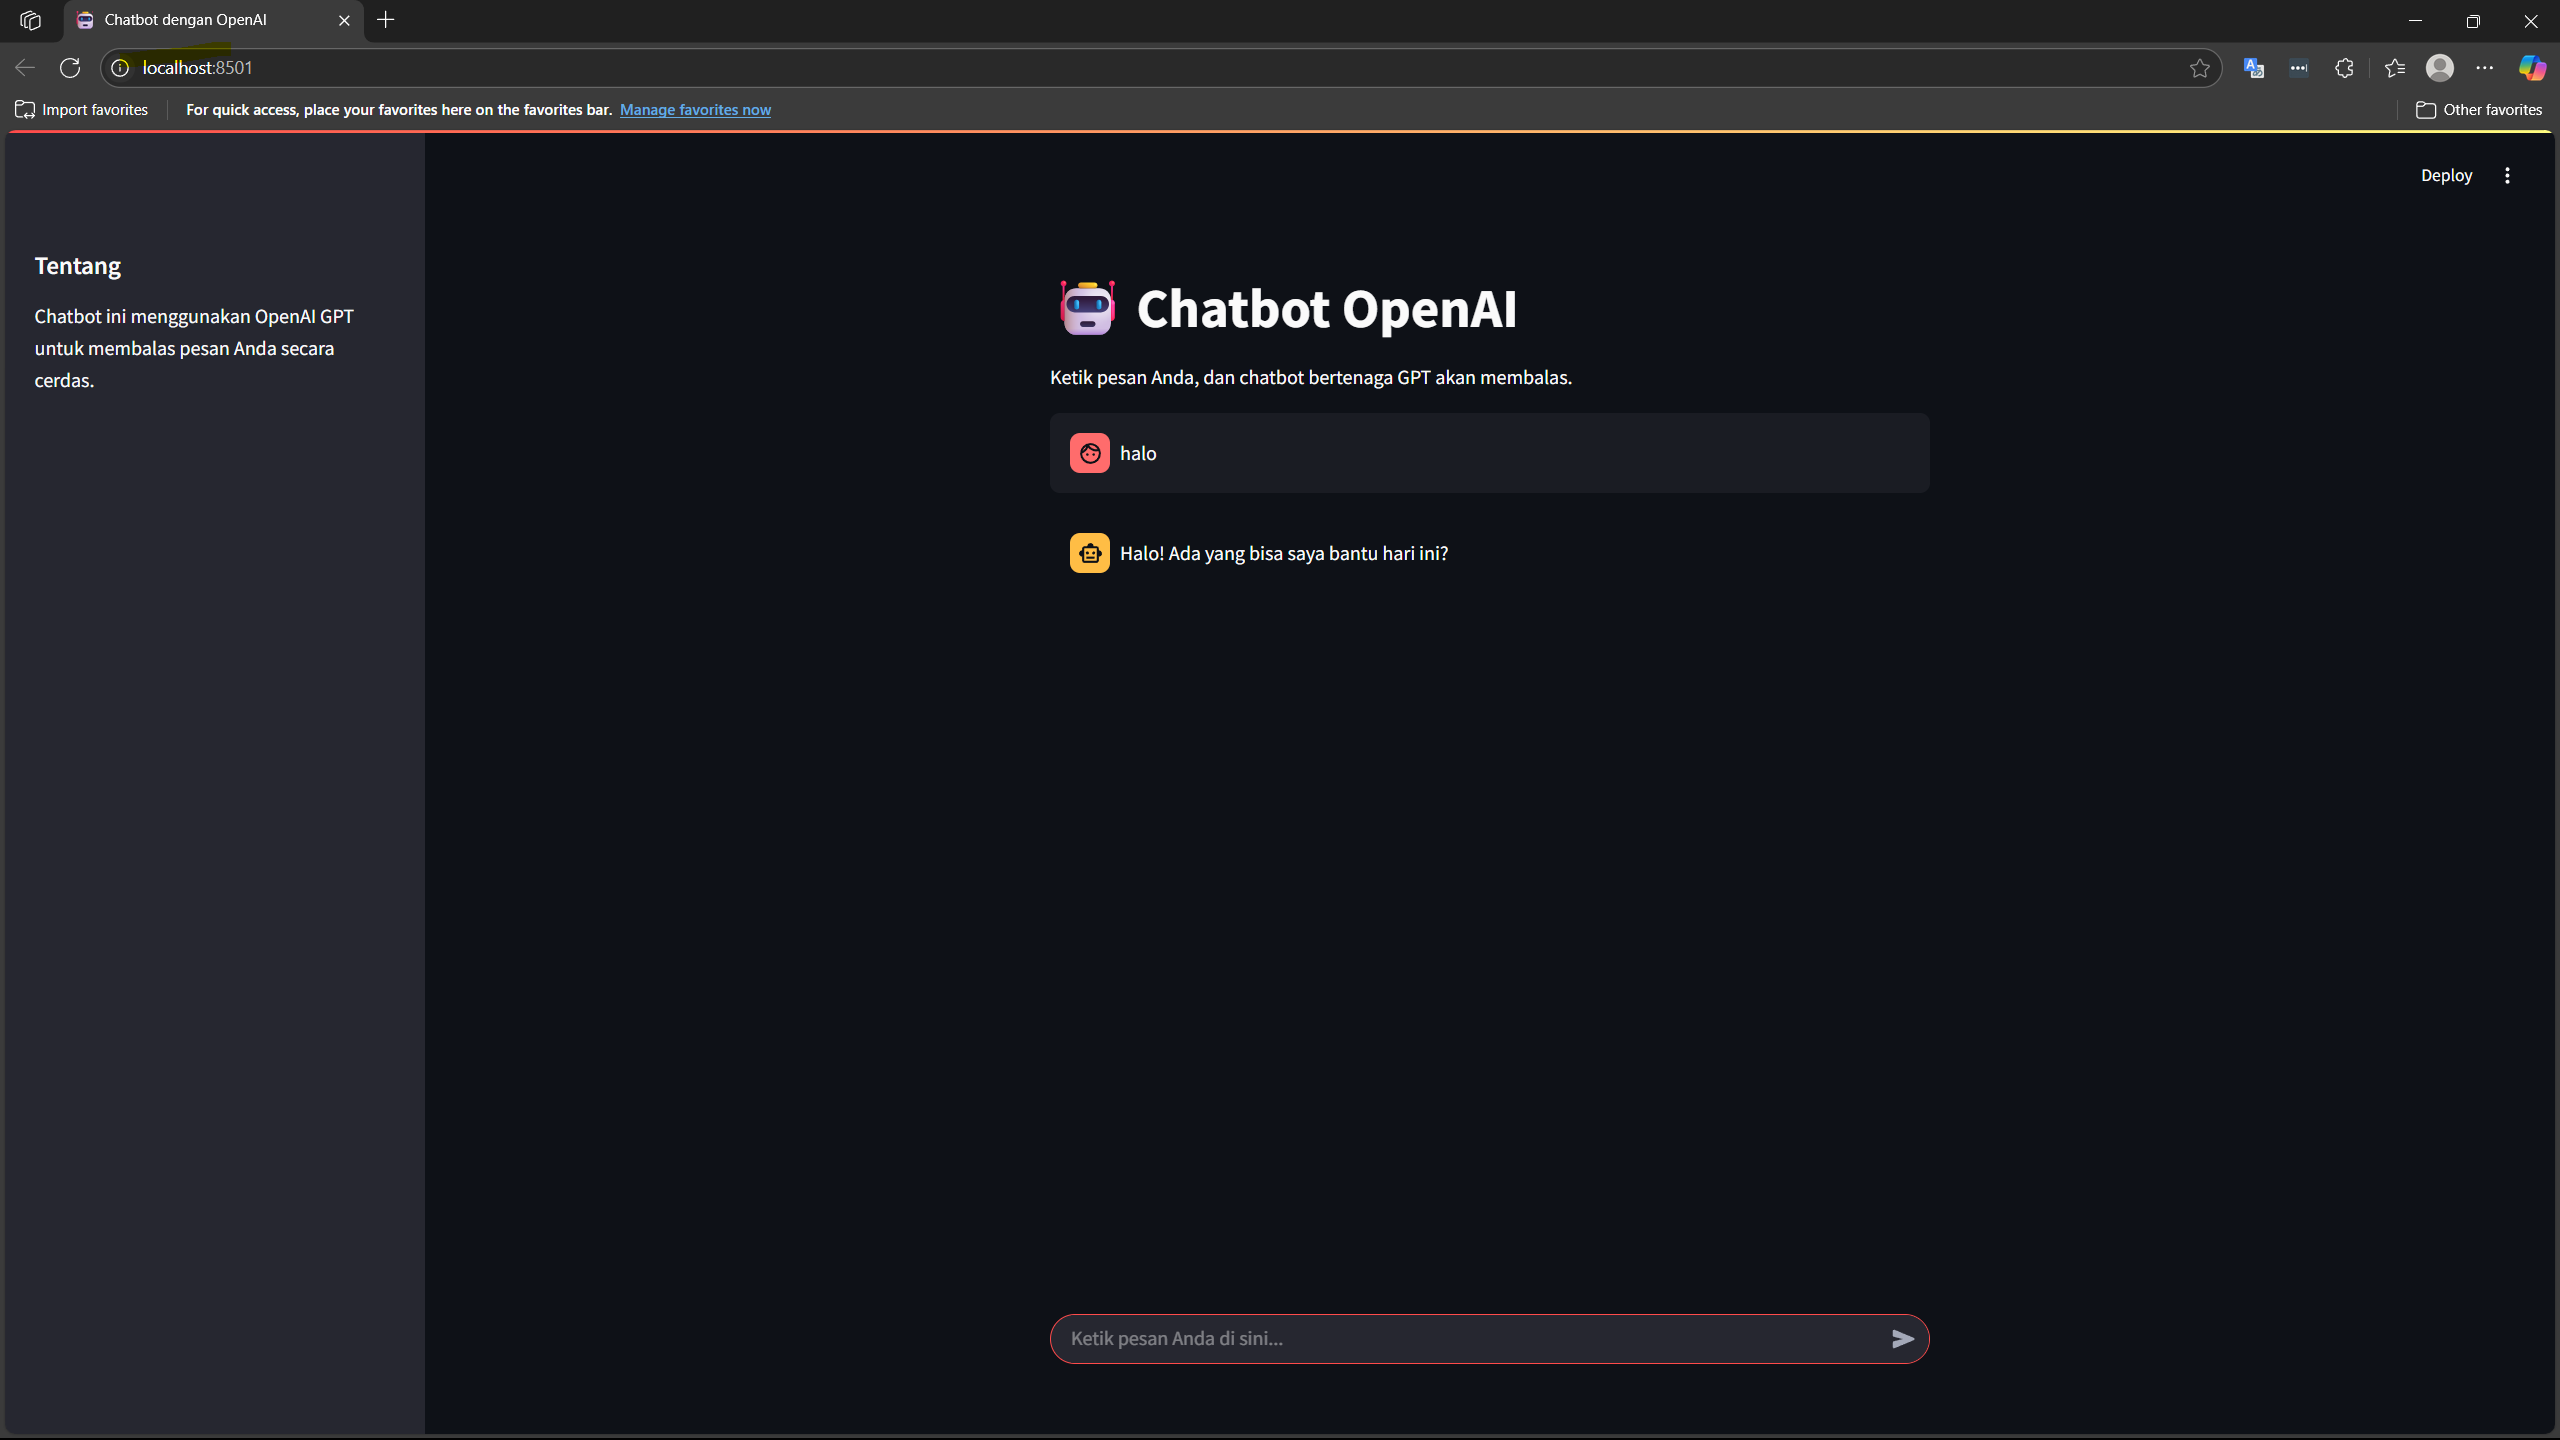 Chatbot dengan OpenAI
localhost:8501
Import favorites
For quick access, place your favorites here on the favorites bar. Manage favorites now
Other favorites
Deploy
Tentang
Chatbot ini menggunakan OpenAI GPT
untuk membalas pesan Anda secara
cerdas.
Chatbot OpenAI
Ketik pesan Anda, dan chatbot bertenaga GPT akan membalas.
halo
Halo! Ada yang bisa saya bantu hari ini?
Ketik pesan Anda di sini...